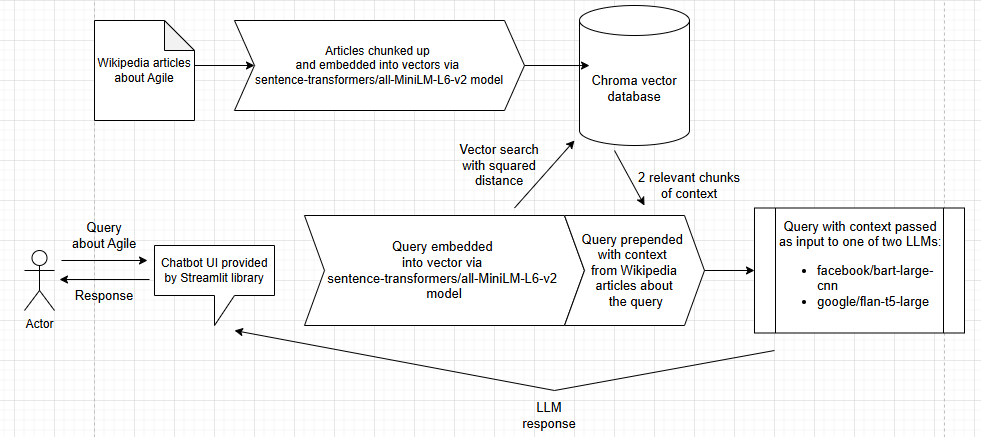 Wikipedia articles
about Agile
Articles chunked up
and embedded into vectors via
sentence-transformers/all-MiniLM-L6-v2 model
Chroma vector
database
Vector search
with squared
distance
2 relevant chunks
of context
Query
about Agile
Response
Actor
Chatbot UI provided
by Streamlit library
Query embedded
into vector via
sentence-transformers/all-MiniLM-L6-v2
model
Query prepended
with context
from Wikipedia
articles about
the query
Query with context passed
as input to one of two LLMs:
• facebook/bart-large-
cnn
• google/flan-t5-large
LLM
response